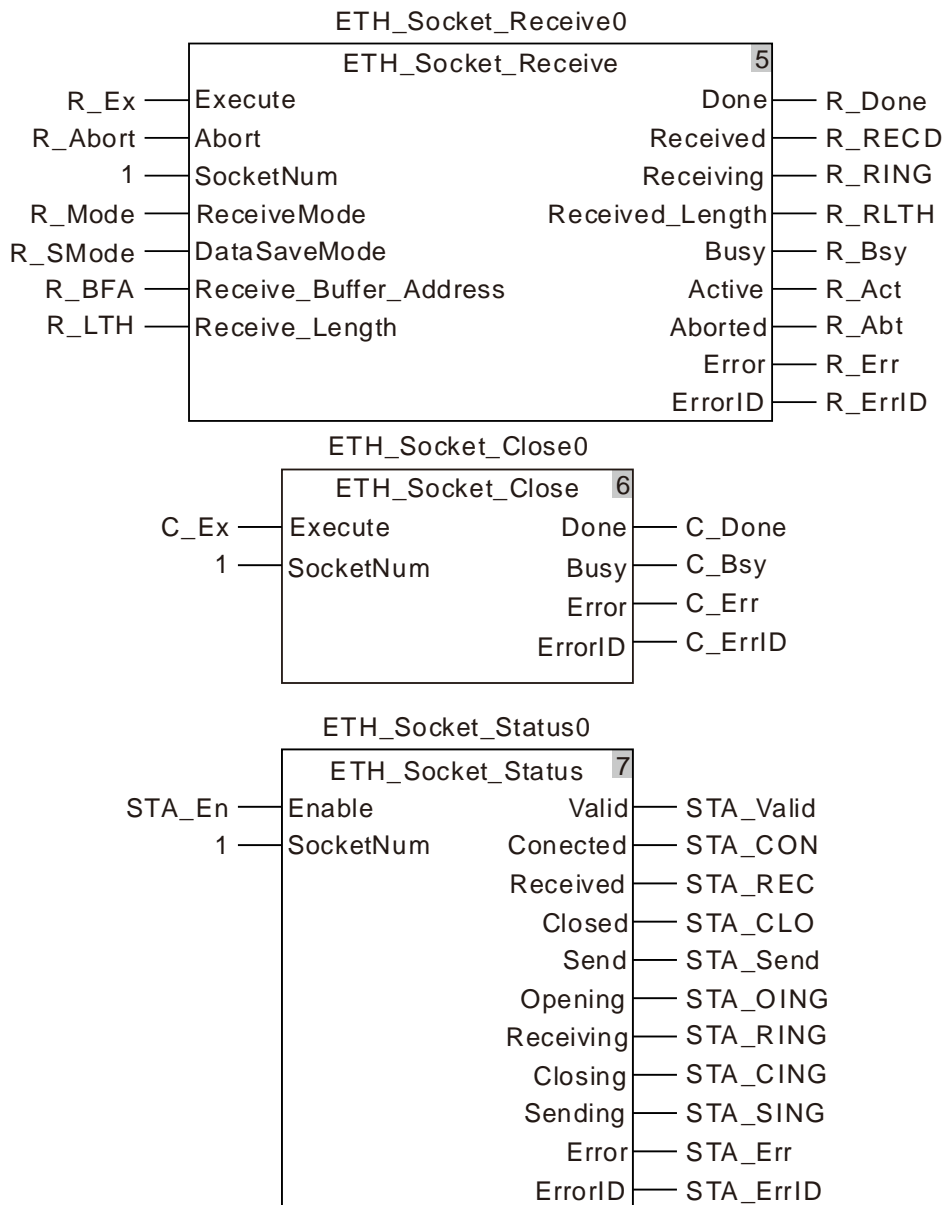 ETH_Socket_Receive0
ETH_Socket_Receive 5
R_Ex Execute Done R_Done
R_Abort Abort Received R_RECD
1 SocketNum Receiving R_RING
R_Mode ReceiveMode Received_Length R_RLTH
R_SMode DataSaveMode Busy R_Bsy
R_BFA Receive_Buffer_Address Active R_Act
R_LTH Receive_Length Aborted R_Abt
Error R_Err
ErrorID R_ErrID
ETH_Socket_Close0
ETH_Socket_Close 6
C_Ex Execute Done C_Done
1 SocketNum Busy C_Bsy
Error C_Err
ErrorID C_ErrID
ETH_Socket_Status0
ETH_Socket_Status 7
STA_En Enable Valid STA_Valid
1 SocketNum Conected STA_CON
Received STA_REC
Closed STA_CLO
Send STA_Send
Opening STA_OING
Receiving STA_RING
Closing STA_CING
Sending STA_SING
Error STA_Err
ErrorID STA_ErrID